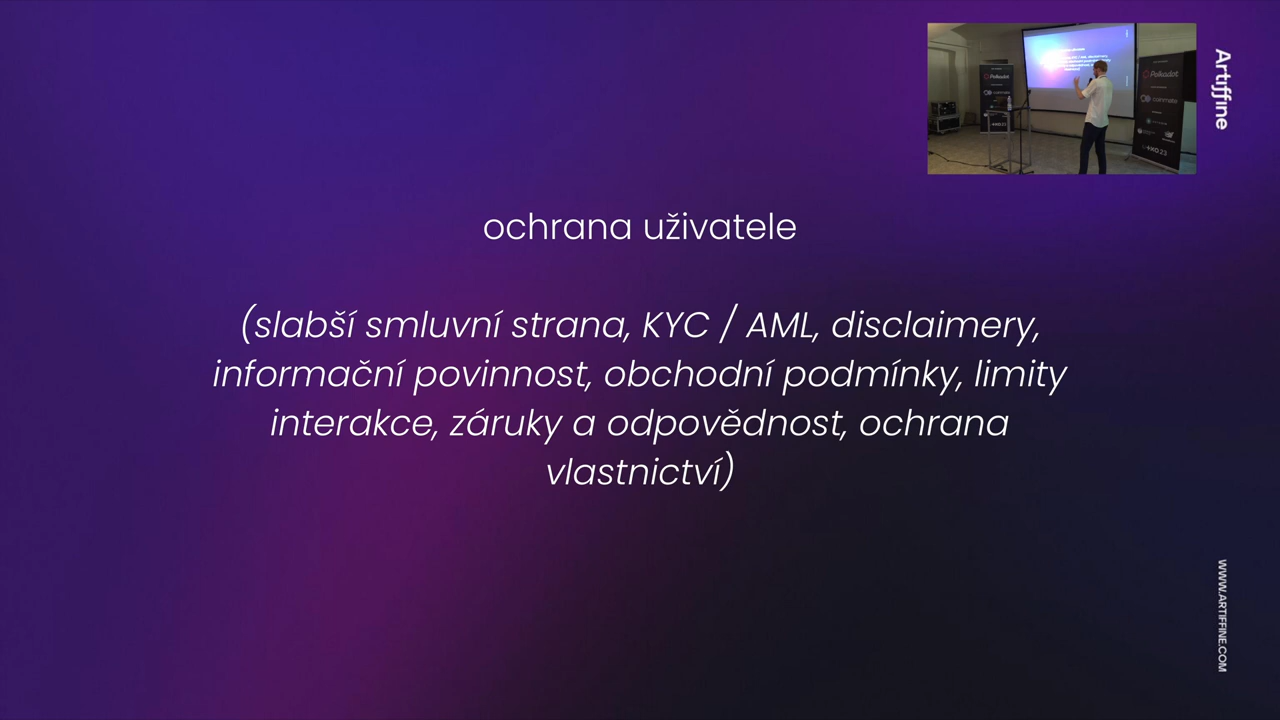 Artiffine
Polkadot
ochrana uživatele
(slabší smluvní strana, KYC / AML, disclaimery,
informační povinnost, obchodní podmínky, limity
interakce, záruky a odpovědnost, ochrana
vlastnictví)
WWW.ARTIFFINE.COM